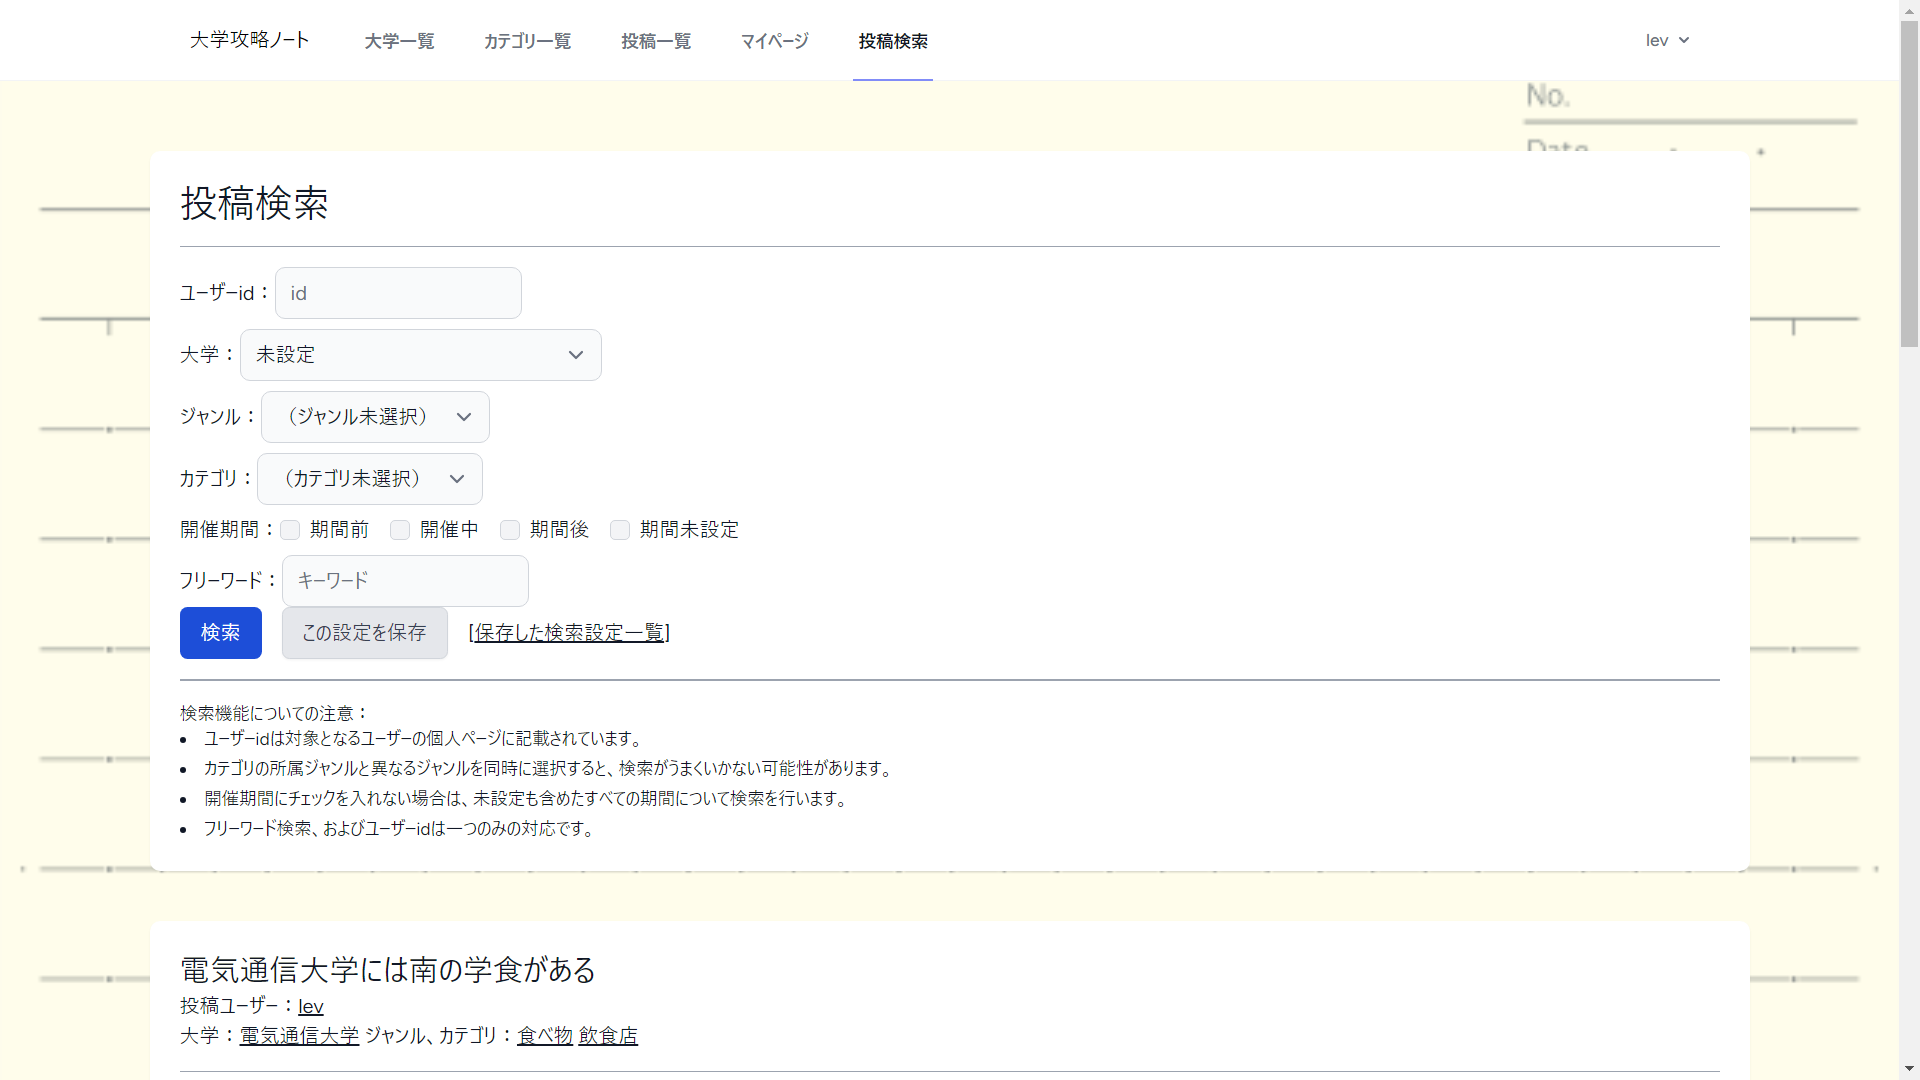 大学攻略ノート 大学一覧 カテゴリ一覧 投稿一覧 マイページ 投稿検索 lev
No.
Date
投稿検索
ユーザーid： id
大学： 未設定
ジャンル： （ジャンル未選択）
カテゴリ： （カテゴリ未選択）
開催期間： 期間前 開催中 期間後 期間未設定
フリーワード： キーワード
検索 この設定を保存 [保存した検索設定一覧]
検索機能についての注意：
• ユーザーidは対象となるユーザーの個人ページに記載されています。
• カテゴリの所属ジャンルと異なるジャンルを同時に選択すると、検索がうまくいかない可能性があります。
• 開催期間にチェックを入れない場合は、未設定も含めたすべての期間について検索を行います。
• フリーワード検索、およびユーザーidは一つのみの対応です。
電気通信大学には南の学食がある
投稿ユーザー：lev
大学：電気通信大学 ジャンル、カテゴリ：食べ物 飲食店